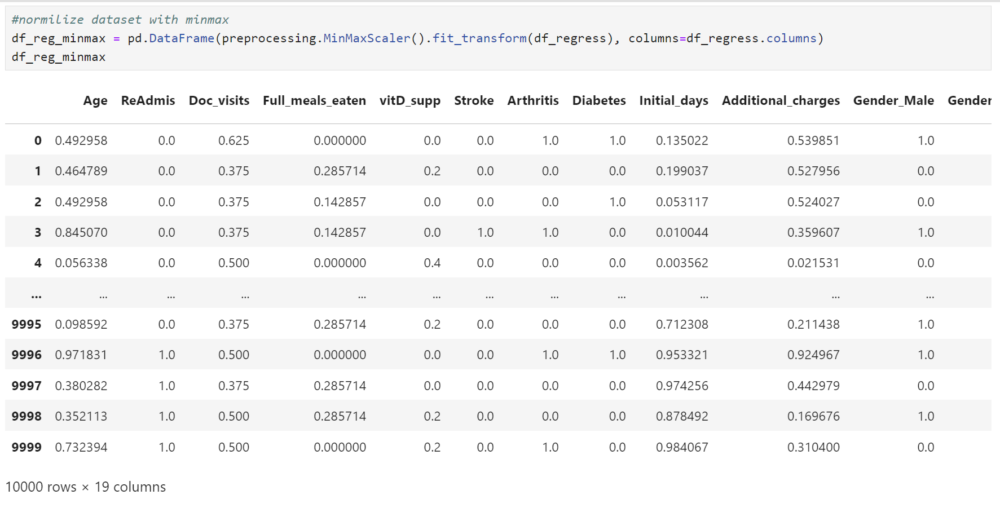 #normilize dataset with minmax
df_reg_minmax = pd.DataFrame(preprocessing.MinMaxScaler().fit_transform(df_regress), columns=df_regress.columns)
df_reg_minmax
Age ReAdmis Doc_visits Full_meals_eaten vitD_supp Stroke Arthritis Diabetes Initial_days Additional_charges Gender_Male Gender
0 0.492958 0.0 0.625 0.000000 0.0 0.0 1.0 1.0 0.135022 0.539851 1.0
1 0.464789 0.0 0.375 0.285714 0.2 0.0 0.0 0.0 0.199037 0.527956 0.0
2 0.492958 0.0 0.375 0.142857 0.0 0.0 0.0 1.0 0.053117 0.524027 0.0
3 0.845070 0.0 0.375 0.142857 0.0 1.0 1.0 0.0 0.010044 0.359607 1.0
4 0.056338 0.0 0.500 0.000000 0.4 0.0 0.0 0.0 0.003562 0.021531 0.0
... ... ... ... ... ... ... ... ... ... ... ...
9995 0.098592 0.0 0.375 0.285714 0.2 0.0 0.0 0.0 0.712308 0.211438 1.0
9996 0.971831 1.0 0.500 0.000000 0.0 0.0 1.0 1.0 0.953321 0.924967 1.0
9997 0.380282 1.0 0.375 0.285714 0.0 0.0 0.0 0.0 0.974256 0.442979 0.0
9998 0.352113 1.0 0.500 0.285714 0.2 0.0 0.0 0.0 0.878492 0.169676 1.0
9999 0.732394 1.0 0.500 0.000000 0.2 0.0 1.0 0.0 0.984067 0.310400 0.0
10000 rows × 19 columns